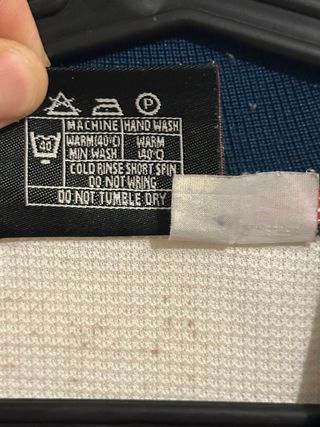 P
40
MACHINE HAND WASH
WARM(40°C) WARM
MIN WASH (40°C)
COLD RINSE SHORT SPIN
DO NOT WRING
DO NOT TUMBLE DRY